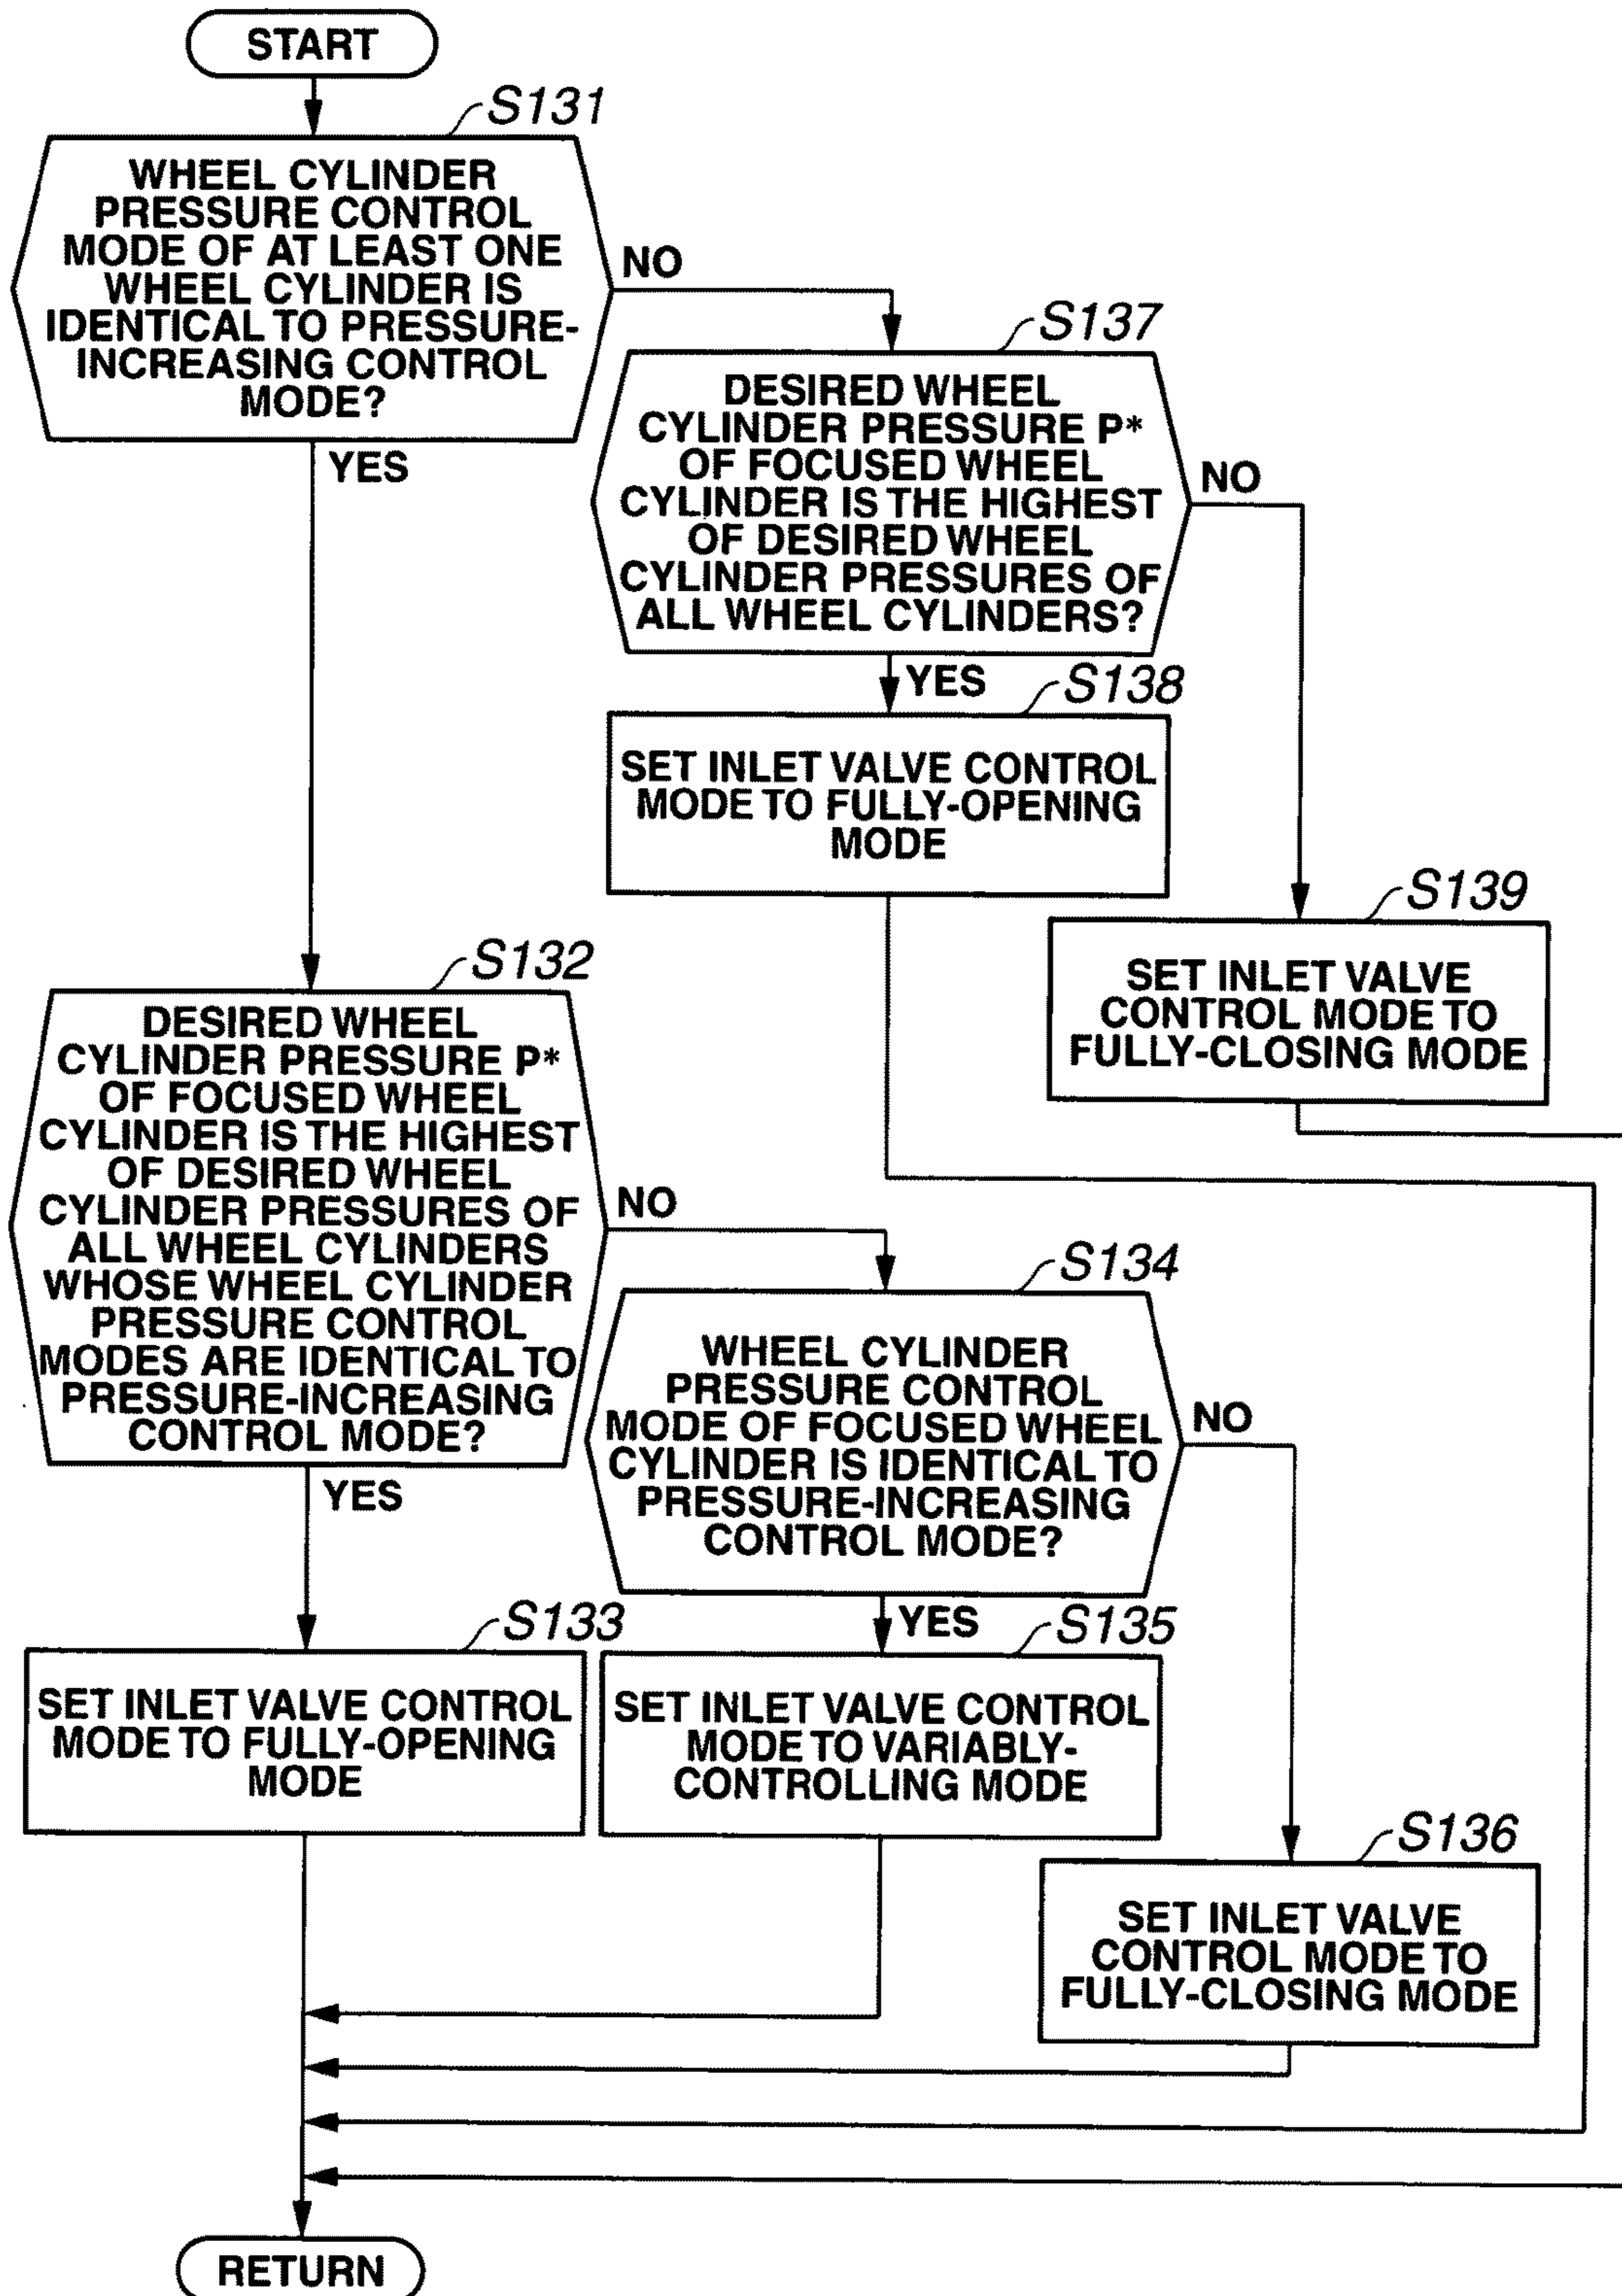 START
S131
WHEEL CYLINDER
PRESSURE CONTROL
MODE OF AT LEAST ONE
WHEEL CYLINDER IS
IDENTICAL TO PRESSURE-
INCREASING CONTROL
MODE?
NO
YES
S137
DESIRED WHEEL
CYLINDER PRESSURE P*
OF FOCUSED WHEEL
CYLINDER IS THE HIGHEST
OF DESIRED WHEEL
CYLINDER PRESSURES OF
ALL WHEEL CYLINDERS?
NO
YES
S138
SET INLET VALVE CONTROL
MODE TO FULLY-OPENING
MODE
S139
SET INLET VALVE
CONTROL MODE TO
FULLY-CLOSING MODE
S132
DESIRED WHEEL
CYLINDER PRESSURE P*
OF FOCUSED WHEEL
CYLINDER IS THE HIGHEST
OF DESIRED WHEEL
CYLINDER PRESSURES OF
ALL WHEEL CYLINDERS
WHOSE WHEEL CYLINDER
PRESSURE CONTROL
MODES ARE IDENTICAL TO
PRESSURE-INCREASING
CONTROL MODE?
NO
YES
S134
WHEEL CYLINDER
PRESSURE CONTROL
MODE OF FOCUSED WHEEL
CYLINDER IS IDENTICAL TO
PRESSURE-INCREASING
CONTROL MODE?
NO
YES
S133
SET INLET VALVE CONTROL
MODE TO FULLY-OPENING
MODE
S135
SET INLET VALVE CONTROL
MODE TO VARIABLY-
CONTROLLING MODE
S136
SET INLET VALVE
CONTROL MODE TO
FULLY-CLOSING MODE
RETURN